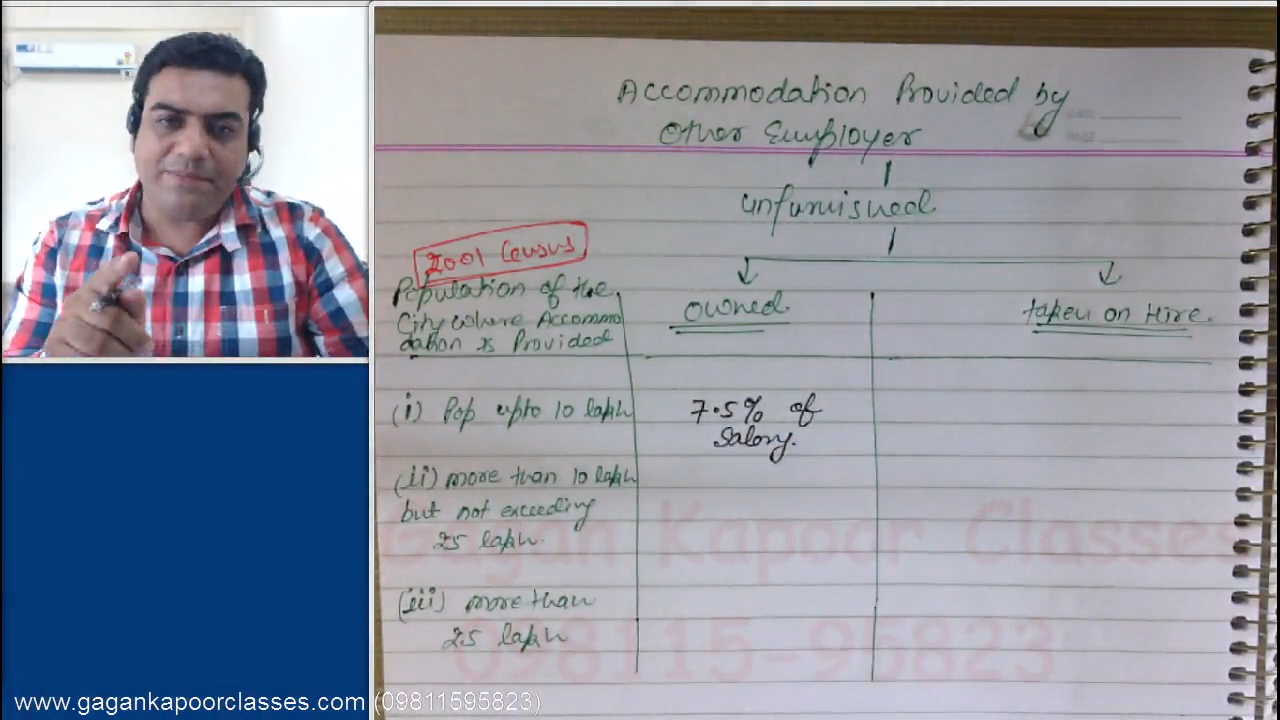 Accommodation Provided by
Other Employer
Unfurnished
2001 Census
Population of the
City where Accommo
dation is Provided
Owned
taken on Hire.
(i) Pop upto 10 lakh
7.5% of
Salary.
(ii) more than 10 lakh
but not exceeding
25 lakh.
(iii) more than
25 lakh
Gagan Kapoor Classes
098115-95823
www.gagankapoorclasses.com (09811595823)